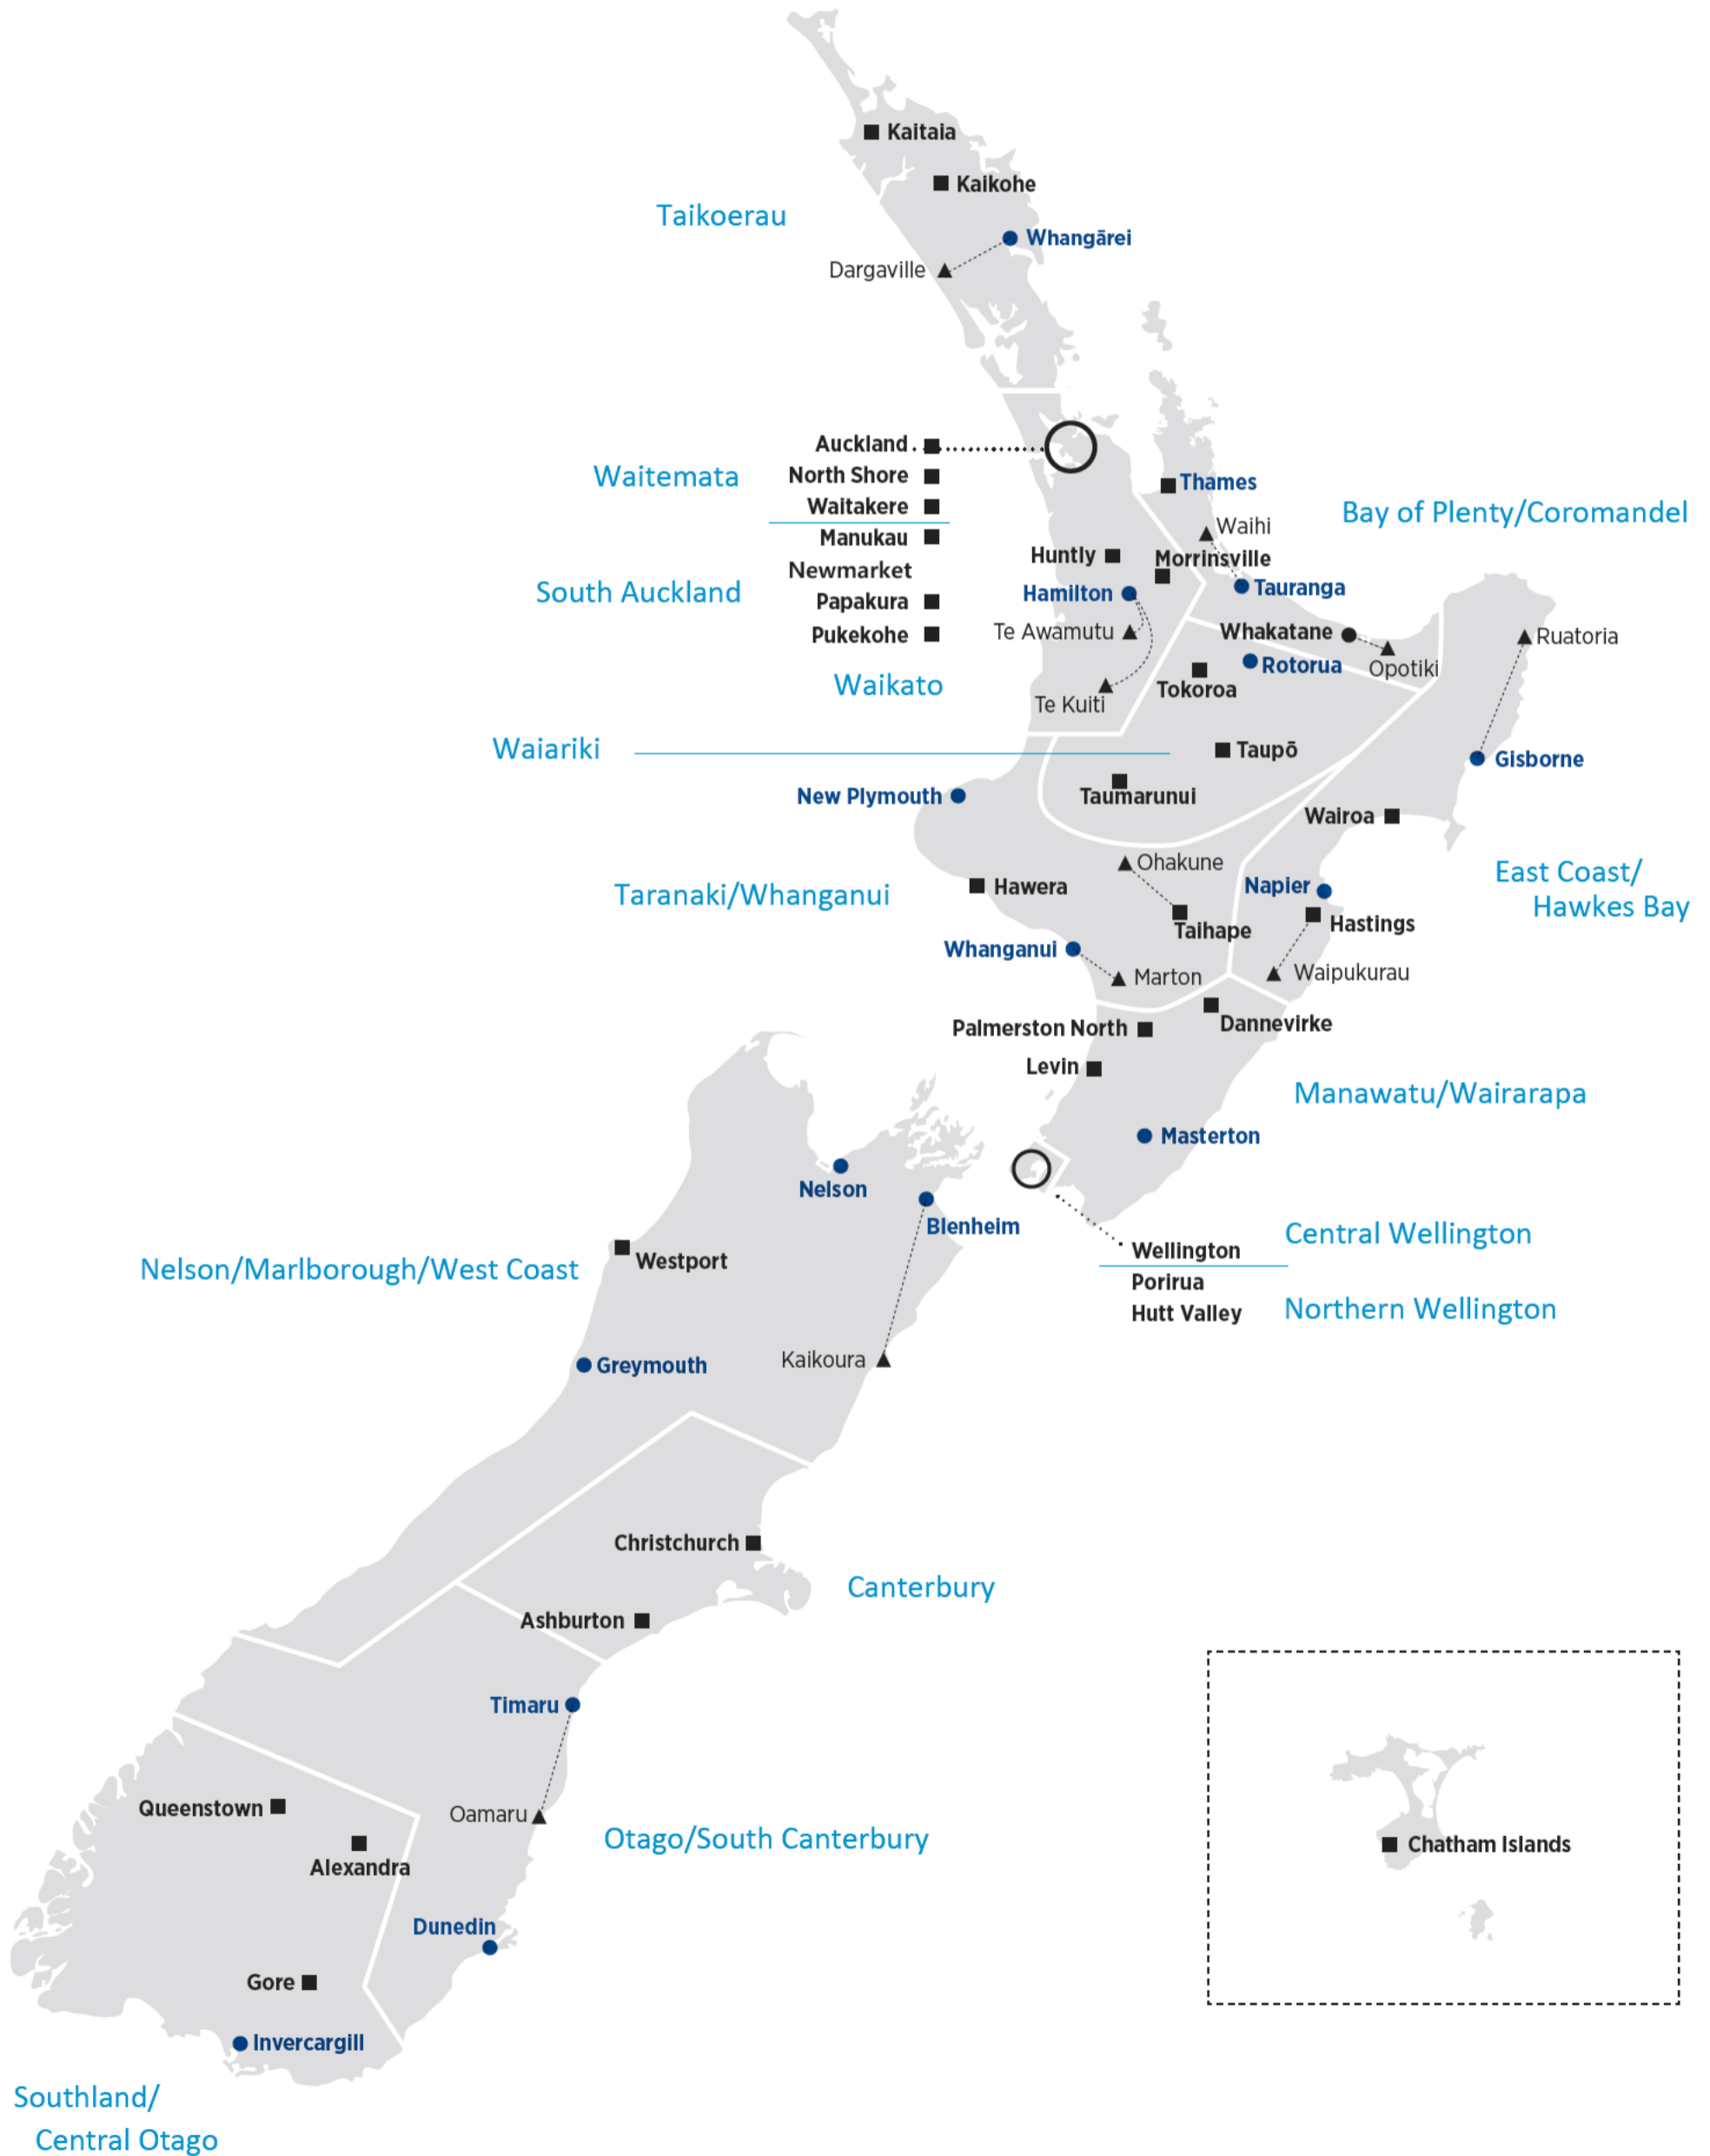 Kaitaia
Kaikohe
Taikoerau
Whangārei
Dargaville
Auckland
North Shore
Waitemata
Waitakere
Manukau
Newmarket
South Auckland
Papakura
Pukekohe
Thames
Bay of Plenty/Coromandel
Waihi
Huntly
Morrinsville
Hamilton
Tauranga
Te Awamutu
Whakatane
Ruatoria
Opotiki
Rotorua
Waikato
Tokoroa
Te Kuiti
Waiariki
Taupō
Gisborne
New Plymouth
Taumarunui
Wairoa
Ohakune
East Coast/
Hawkes Bay
Taranaki/Whanganui
Hawera
Napier
Taihape
Hastings
Whanganui
Marton
Waipukurau
Palmerston North
Dannevirke
Levin
Manawatu/Wairarapa
Masterton
Nelson
Blenheim
Central Wellington
Wellington
Porirua
Hutt Valley
Northern Wellington
Nelson/Marlborough/West Coast
Westport
Kaikoura
Greymouth
Christchurch
Canterbury
Ashburton
Timaru
Queenstown
Oamaru
Otago/South Canterbury
Alexandra
Chatham Islands
Dunedin
Gore
Invercargill
Southland/
Central Otago